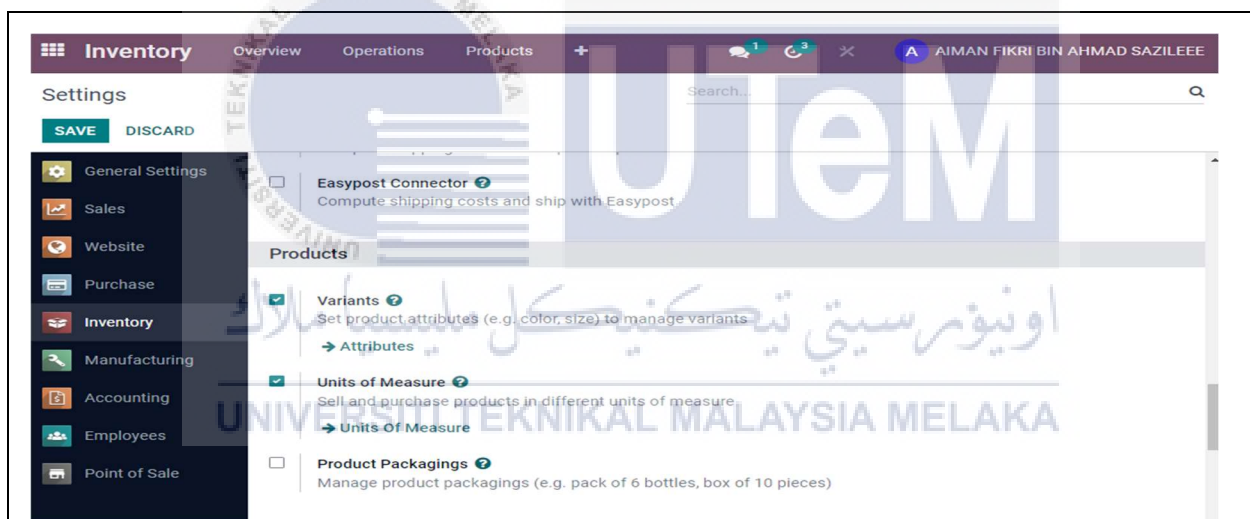 Inventory Overview Operations Products + 1 3 A AIMAN FIKRI BIN AHMAD SAZILEEE
Settings Search...
SAVE DISCARD
General Settings
Sales
Website
Purchase
Inventory
Manufacturing
Accounting
Employees
Point of Sale
Easypost Connector
Compute shipping costs and ship with Easypost
Products
Variants
Set product attributes (e.g. color, size) to manage variants
Attributes
Units of Measure
Sell and purchase products in different units of measure
Units Of Measure
Product Packagings
Manage product packagings (e.g. pack of 6 bottles, box of 10 pieces)
UTeM
اونيۏرسيتي تيكنيكل مليسيا ملاك
UNIVERSITI TEKNIKAL MALAYSIA MELAKA